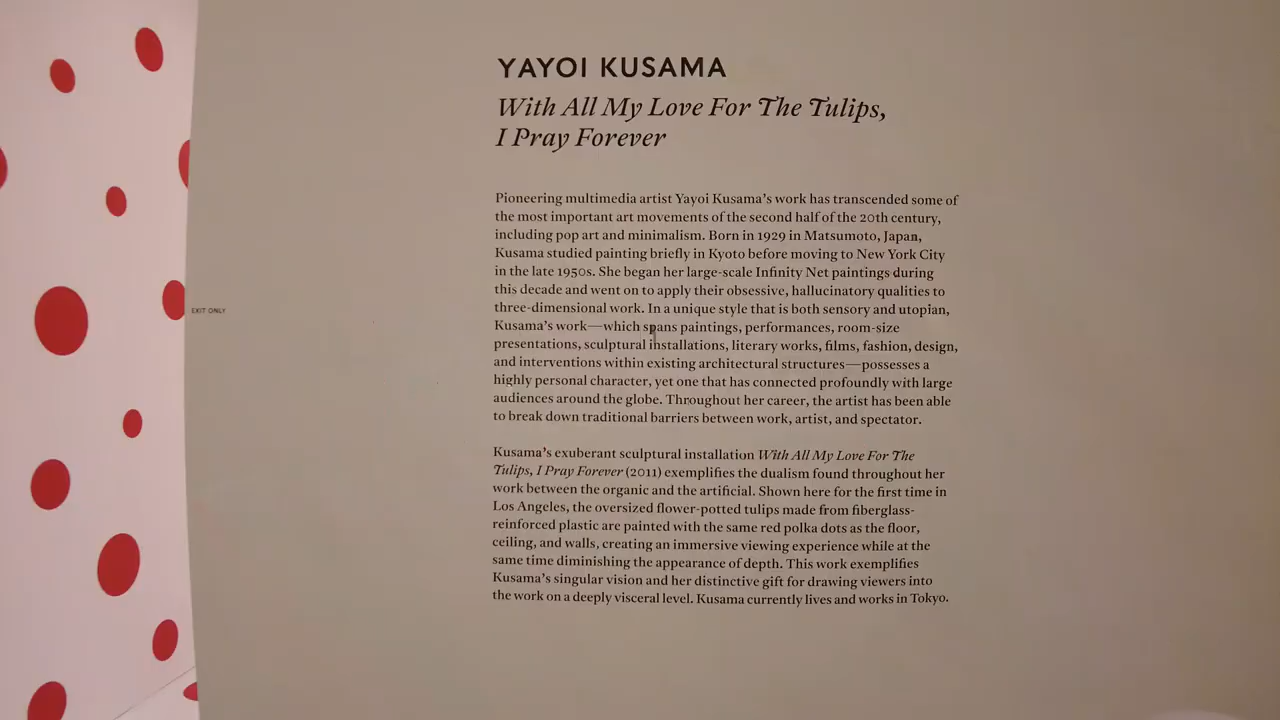 YAYOI KUSAMA
With All My Love For The Tulips,
I Pray Forever
Pioneering multimedia artist Yayoi Kusama's work has transcended some of
the most important art movements of the second half of the 20th century,
including pop art and minimalism. Born in 1929 in Matsumoto, Japan,
Kusama studied painting briefly in Kyoto before moving to New York City
in the late 1950s. She began her large-scale Infinity Net paintings during
this decade and went on to apply their obsessive, hallucinatory qualities to
three-dimensional work. In a unique style that is both sensory and utopian,
Kusama's work—which spans paintings, performances, room-size
presentations, sculptural installations, literary works, films, fashion, design,
and interventions within existing architectural structures—possesses a
highly personal character, yet one that has connected profoundly with large
audiences around the globe. Throughout her career, the artist has been able
to break down traditional barriers between work, artist, and spectator.
Kusama's exuberant sculptural installation With All My Love For The
Tulips, I Pray Forever (2011) exemplifies the dualism found throughout her
work between the organic and the artificial. Shown here for the first time in
Los Angeles, the oversized flower-potted tulips made from fiberglass-
reinforced plastic are painted with the same red polka dots as the floor,
ceiling, and walls, creating an immersive viewing experience while at the
same time diminishing the appearance of depth. This work exemplifies
Kusama's singular vision and her distinctive gift for drawing viewers into
the work on a deeply visceral level. Kusama currently lives and works in Tokyo.
EXIT ONLY